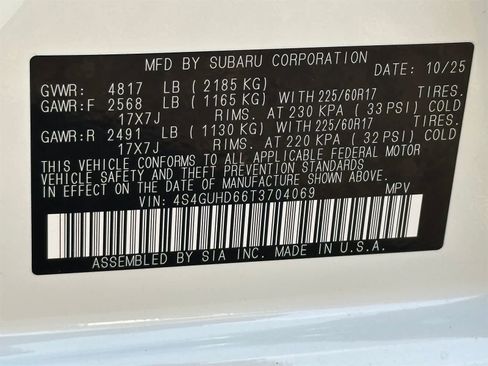 MFD BY SUBARU CORPORATION
DATE: 10/25
GVWR: 4817 LB (2185 KG)
GAWR:F 2568 LB (1165 KG) WITH 225/60R17 TIRES.
17X7J RIMS. AT 230 KPA (33 PSI) COLD
GAWR:R 2491 LB (1130 KG) WITH 225/60R17 TIRES.
17X7J RIMS. AT 220 KPA (32 PSI) COLD
THIS VEHICLE CONFORMS TO ALL APPLICABLE FEDERAL MOTOR
VEHICLE SAFETY AND THEFT PREVENTION STANDARDS
IN EFFECT ON THE DATE OF MANUFACTURE SHOWN ABOVE.
VIN: 4S4GUHD66T3704069 MPV
ASSEMBLED BY SIA INC. MADE IN U.S.A.